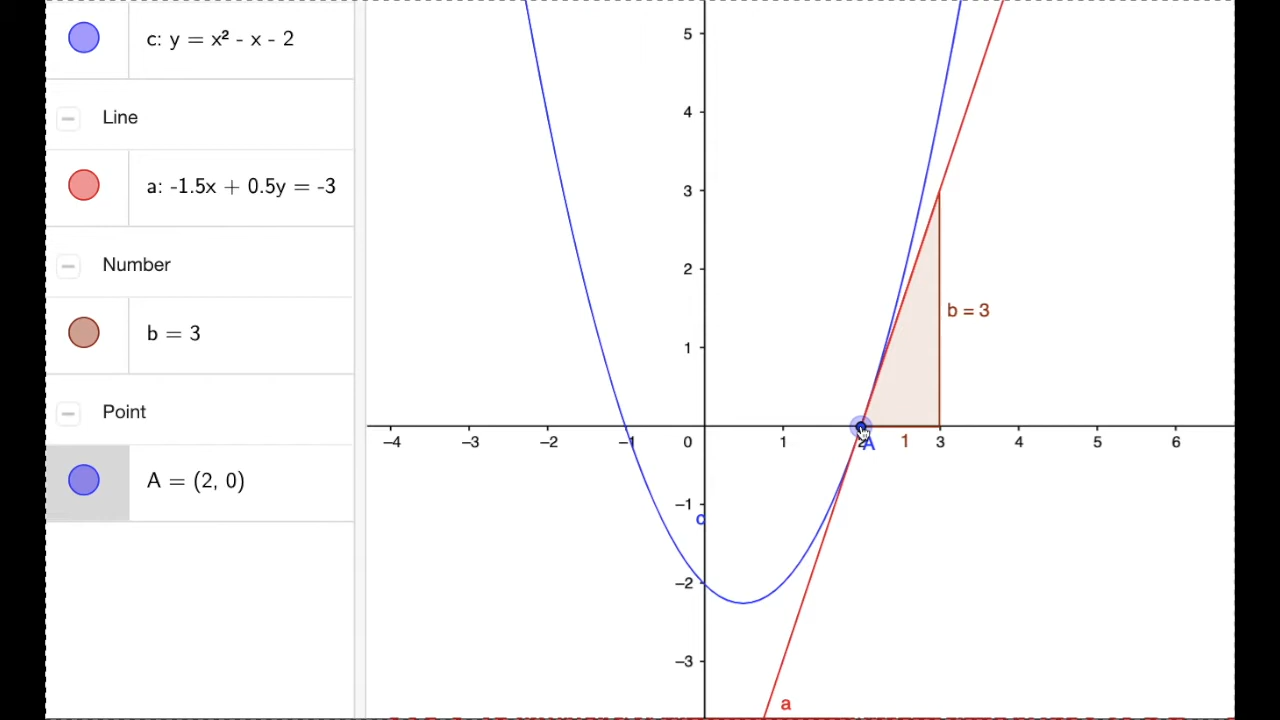 c: y = x² - x - 2
Line
a: -1.5x + 0.5y = -3
Number
b = 3
Point
A = (2, 0)
5
4
3
2
1
b = 3
–4 –3 –2 –1 0 1 2 A 1 3 4 5 6
–1
c
–2
–3
a